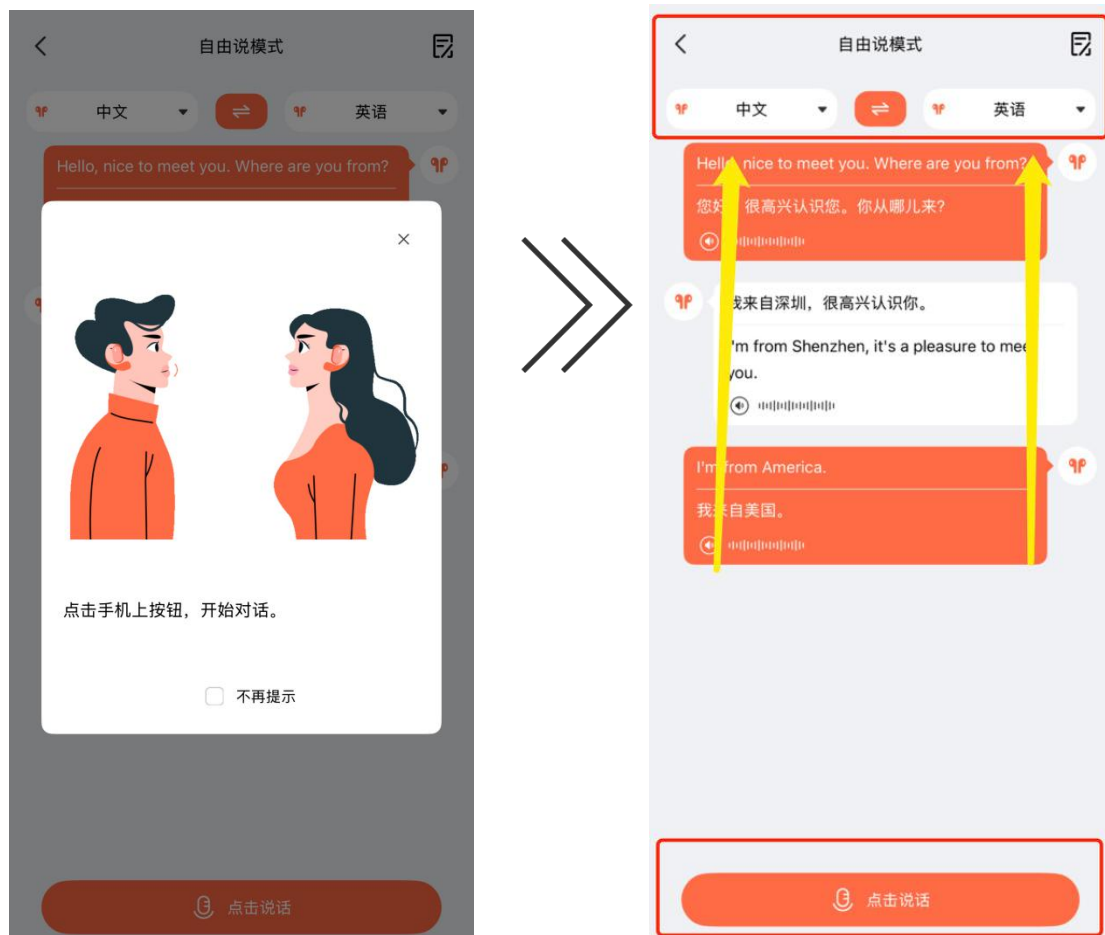 自由说模式
中文
英语
Hello, nice to meet you. Where are you from?
点击手机上按钮，开始对话。
不再提示
点击说话
自由说模式
中文
英语
Hello, nice to meet you. Where are you from?
您好，很高兴认识您。你从哪儿来？
我来自深圳，很高兴认识你。
I'm from Shenzhen, it's a pleasure to meet
you.
I'm from America.
我来自美国。
点击说话